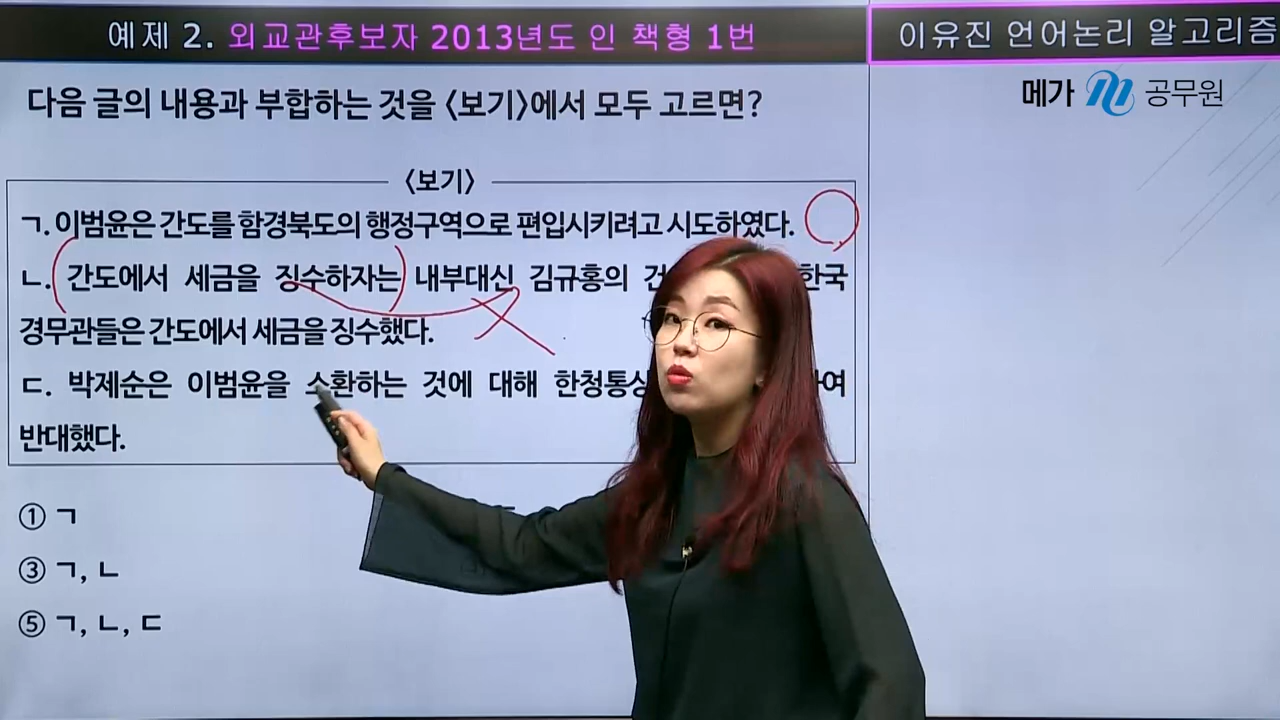 예제 2. 외교관후보자 2013년도 인 책형 1번
이유진 언어논리 알고리즘
메가 공무원
다음 글의 내용과 부합하는 것을 〈보기〉에서 모두 고르면?
〈보기〉
ㄱ. 이범윤은 간도를 함경북도의 행정구역으로 편입시키려고 시도하였다.
ㄴ. 간도에서 세금을 징수하자는 내부대신 김규홍의 한국
경무관들은 간도에서 세금을 징수했다.
ㄷ. 박제순은 이범윤을 소환하는 것에 대해
반대했다.
① ㄱ
③ ㄱ, ㄴ
⑤ ㄱ, ㄴ, ㄷ